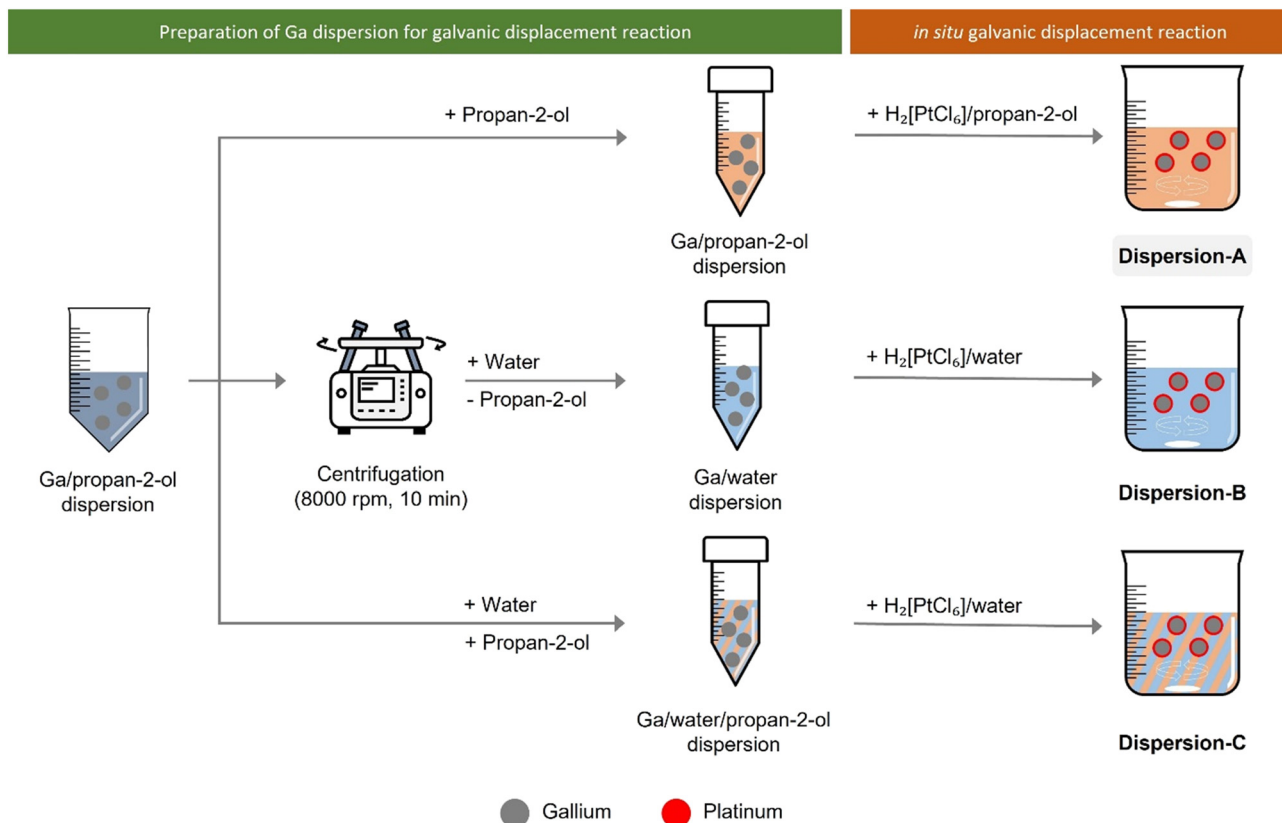 Preparation of Ga dispersion for galvanic displacement reaction
in situ galvanic displacement reaction
+ Propan-2-ol
+ H₂[PtCl₆]/propan-2-ol
Ga/propan-2-ol
dispersion
Dispersion-A
+ Water
- Propan-2-ol
+ H₂[PtCl₆]/water
Ga/propan-2-ol
dispersion
Centrifugation
(8000 rpm, 10 min)
Ga/water
dispersion
Dispersion-B
+ Water
+ Propan-2-ol
+ H₂[PtCl₆]/water
Ga/water/propan-2-ol
dispersion
Dispersion-C
Gallium
Platinum